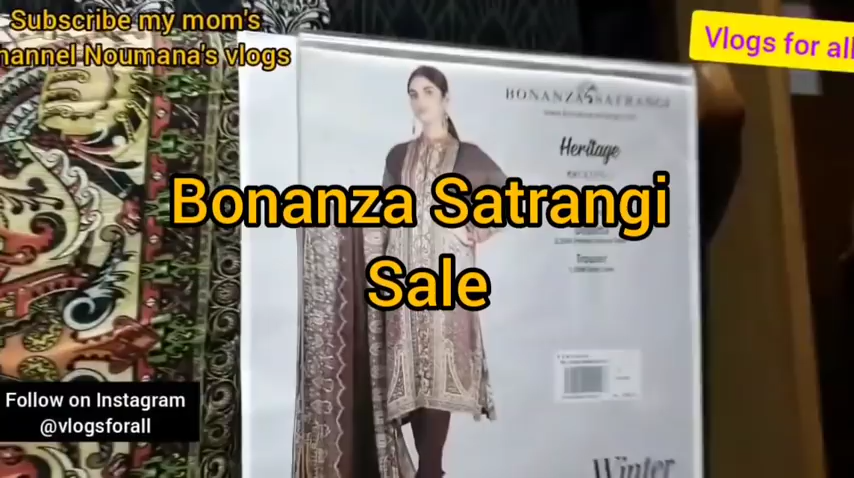 Subscribe my mom's
hannel Noumana's vlogs
Vlogs for all
BONANZA SATRANGI
Heritage
Bonanza Satrangi
Sale
Trouser
Follow on Instagram
@vlogsforall
Winter